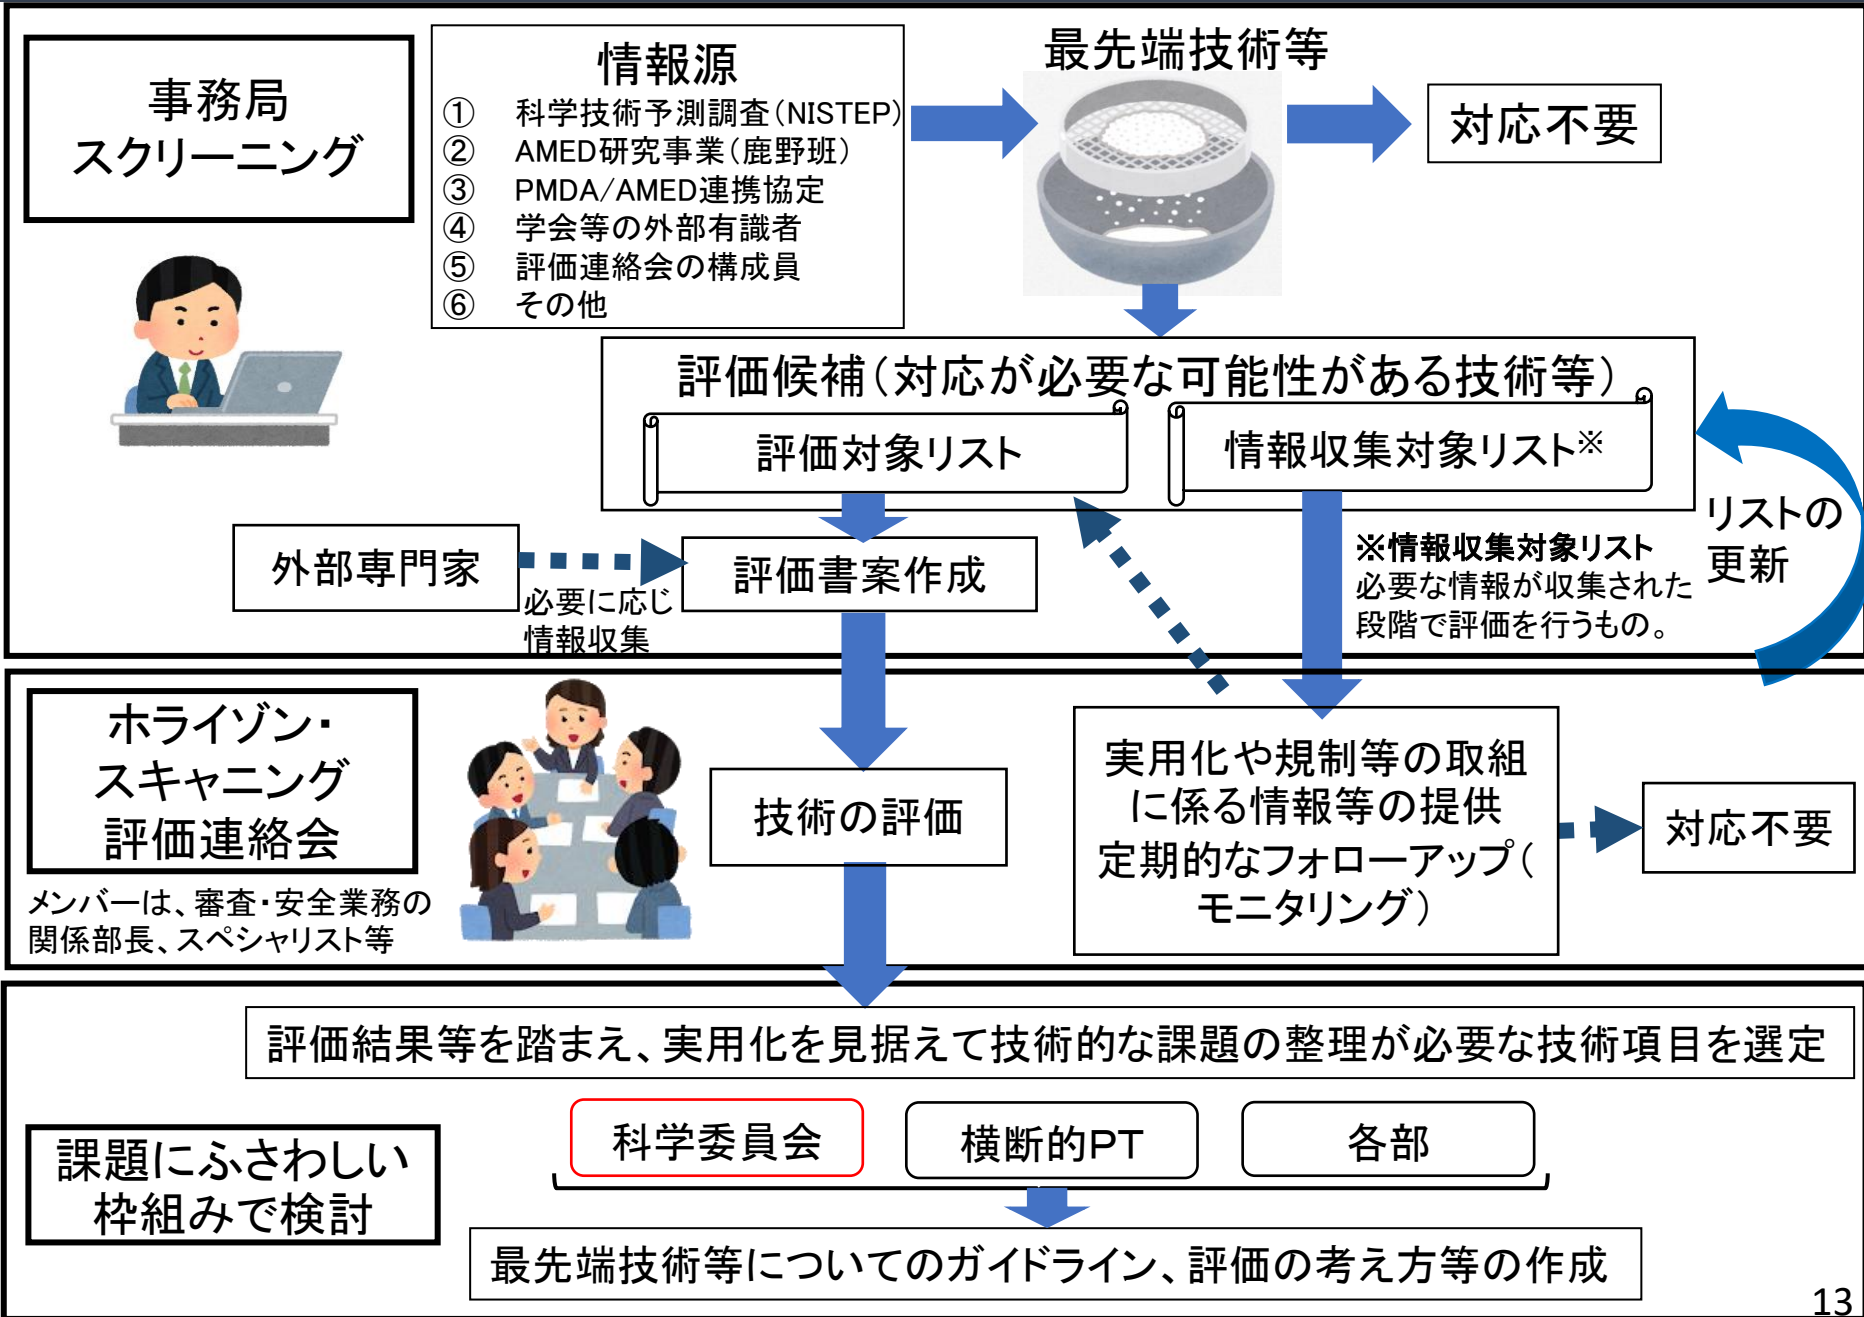 事務局
スクリーニング
情報源
① 科学技術予測調査(NISTEP)
② AMED研究事業(鹿野班)
③ PMDA/AMED連携協定
④ 学会等の外部有識者
⑤ 評価連絡会の構成員
⑥ その他
最先端技術等
対応不要
評価候補(対応が必要な可能性がある技術等)
評価対象リスト
情報収集対象リスト※
リストの
更新
外部専門家
必要に応じ
情報収集
評価書案作成
※情報収集対象リスト
必要な情報が収集された
段階で評価を行うもの。
ホライゾン・
スキャニング
評価連絡会
メンバーは、審査・安全業務の
関係部長、スペシャリスト等
技術の評価
実用化や規制等の取組
に係る情報等の提供
定期的なフォローアップ(
モニタリング)
対応不要
評価結果等を踏まえ、実用化を見据えて技術的な課題の整理が必要な技術項目を選定
課題にふさわしい
枠組みで検討
科学委員会
横断的PT
各部
最先端技術等についてのガイドライン、評価の考え方等の作成
13